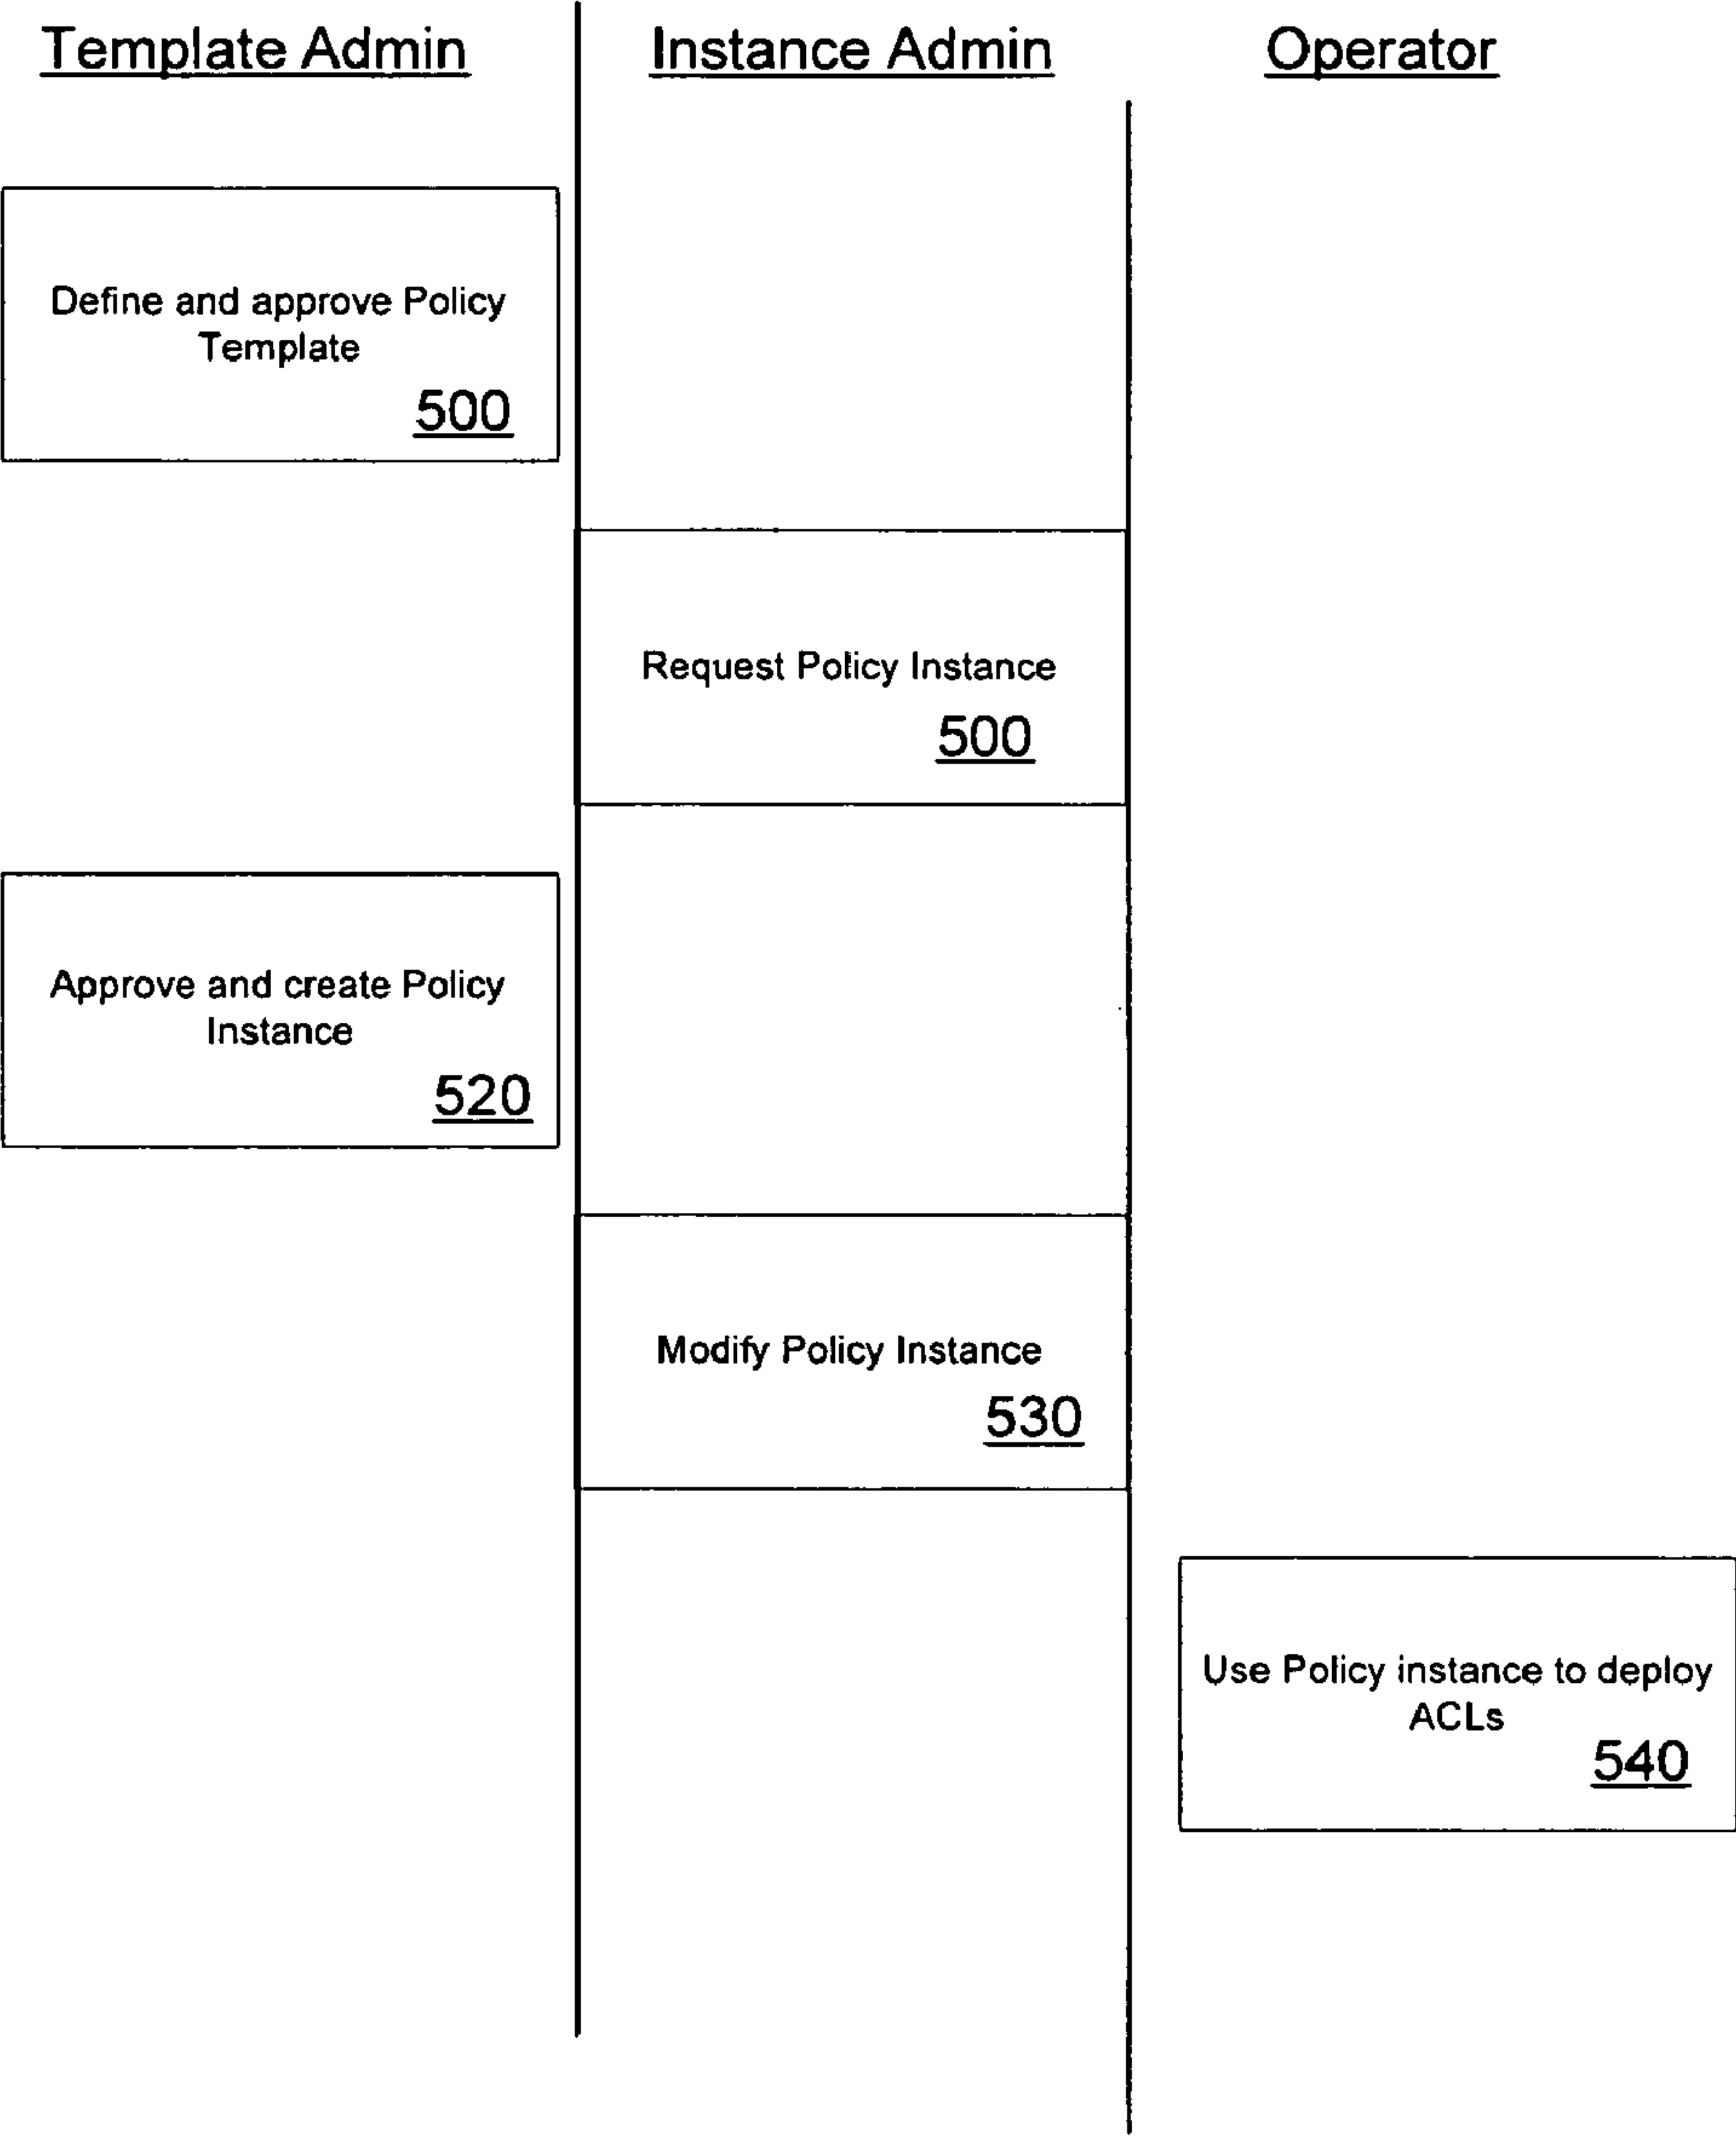 Template Admin
Instance Admin
Operator
Define and approve Policy
Template
500
Request Policy Instance
500
Approve and create Policy
Instance
520
Modify Policy Instance
530
Use Policy instance to deploy
ACLs
540